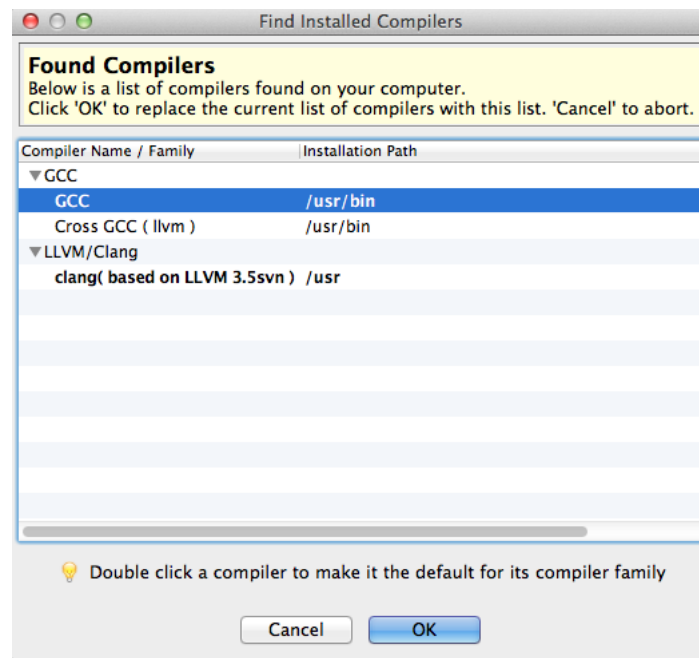 Find Installed Compilers
Found Compilers
Below is a list of compilers found on your computer.
Click 'OK' to replace the current list of compilers with this list. 'Cancel' to abort.
Compiler Name / Family Installation Path
GCC
GCC /usr/bin
Cross GCC ( llvm ) /usr/bin
LLVM/Clang
clang( based on LLVM 3.5svn ) /usr
Double click a compiler to make it the default for its compiler family
Cancel OK